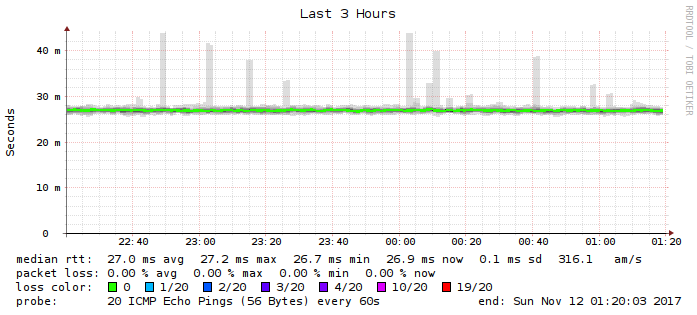 Last 3 Hours
RRDTOOL / TOBI OETIKER
Seconds
40 m
30 m
20 m
10 m
0
22:40 23:00 23:20 23:40 00:00 00:20 00:40 01:00 01:20
median rtt: 27.0 ms avg 27.2 ms max 26.7 ms min 26.9 ms now 0.1 ms sd 316.1 am/s
packet loss: 0.00 % avg 0.00 % max 0.00 % min 0.00 % now
loss color: 0 1/20 2/20 3/20 4/20 10/20 19/20
probe: 20 ICMP Echo Pings (56 Bytes) every 60s end: Sun Nov 12 01:20:03 2017